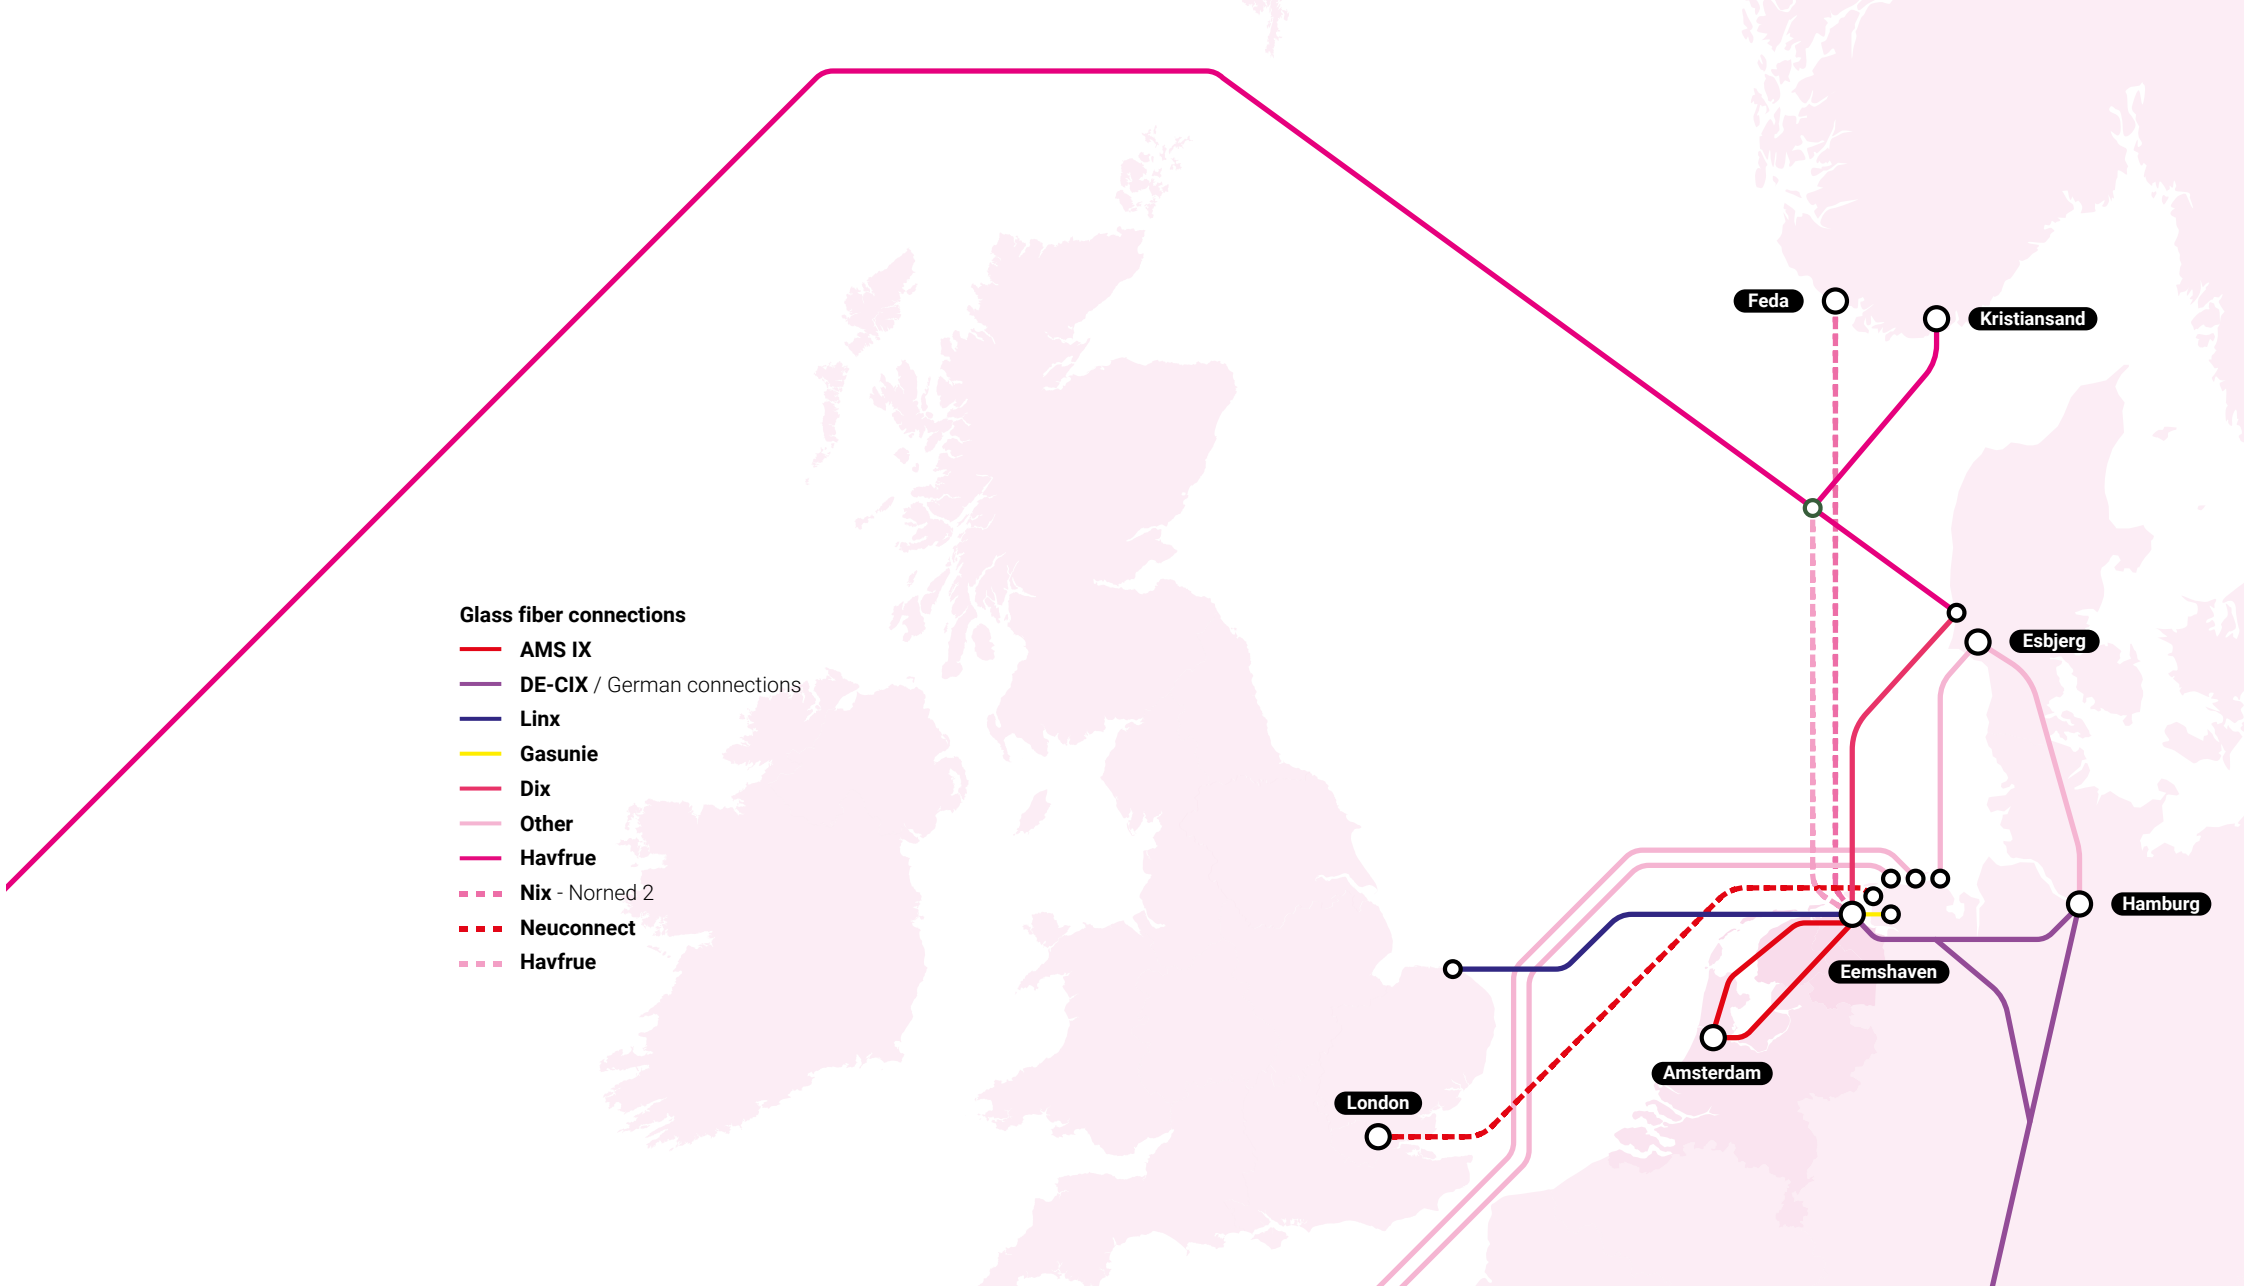 Feda
Kristiansand
Glass fiber connections
AMS IX
DE-CIX / German connections
Linx
Gasunie
Dix
Other
Havfrue
Nix - Norned 2
Neuconnect
Havfrue
Esbjerg
Hamburg
Eemshaven
Amsterdam
London